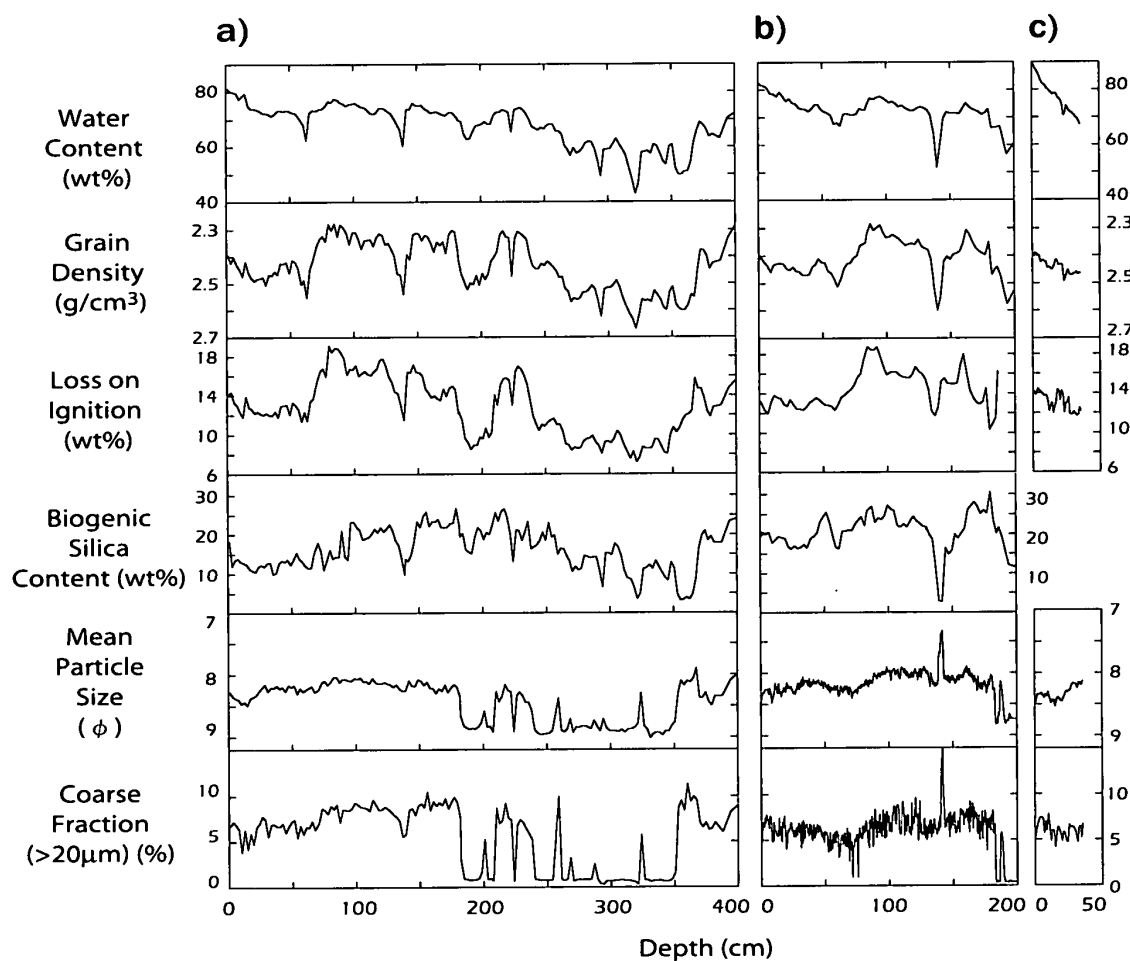 a)
b)
c)
Water
Content
(wt%)
80
60
40
80
60
40
Grain
Density
(g/cm³)
2.3
2.5
2.7
2.3
2.5
2.7
Loss on
Ignition
(wt%)
18
14
10
6
18
14
10
6
Biogenic
Silica
Content (wt%)
30
20
10
30
20
10
Mean
Particle
Size
(ϕ)
7
8
9
7
8
9
Coarse
Fraction
(>20μm) (%)
10
5
0
10
5
0
0 100 200 300 400
0 100 200
0 50
Depth (cm)